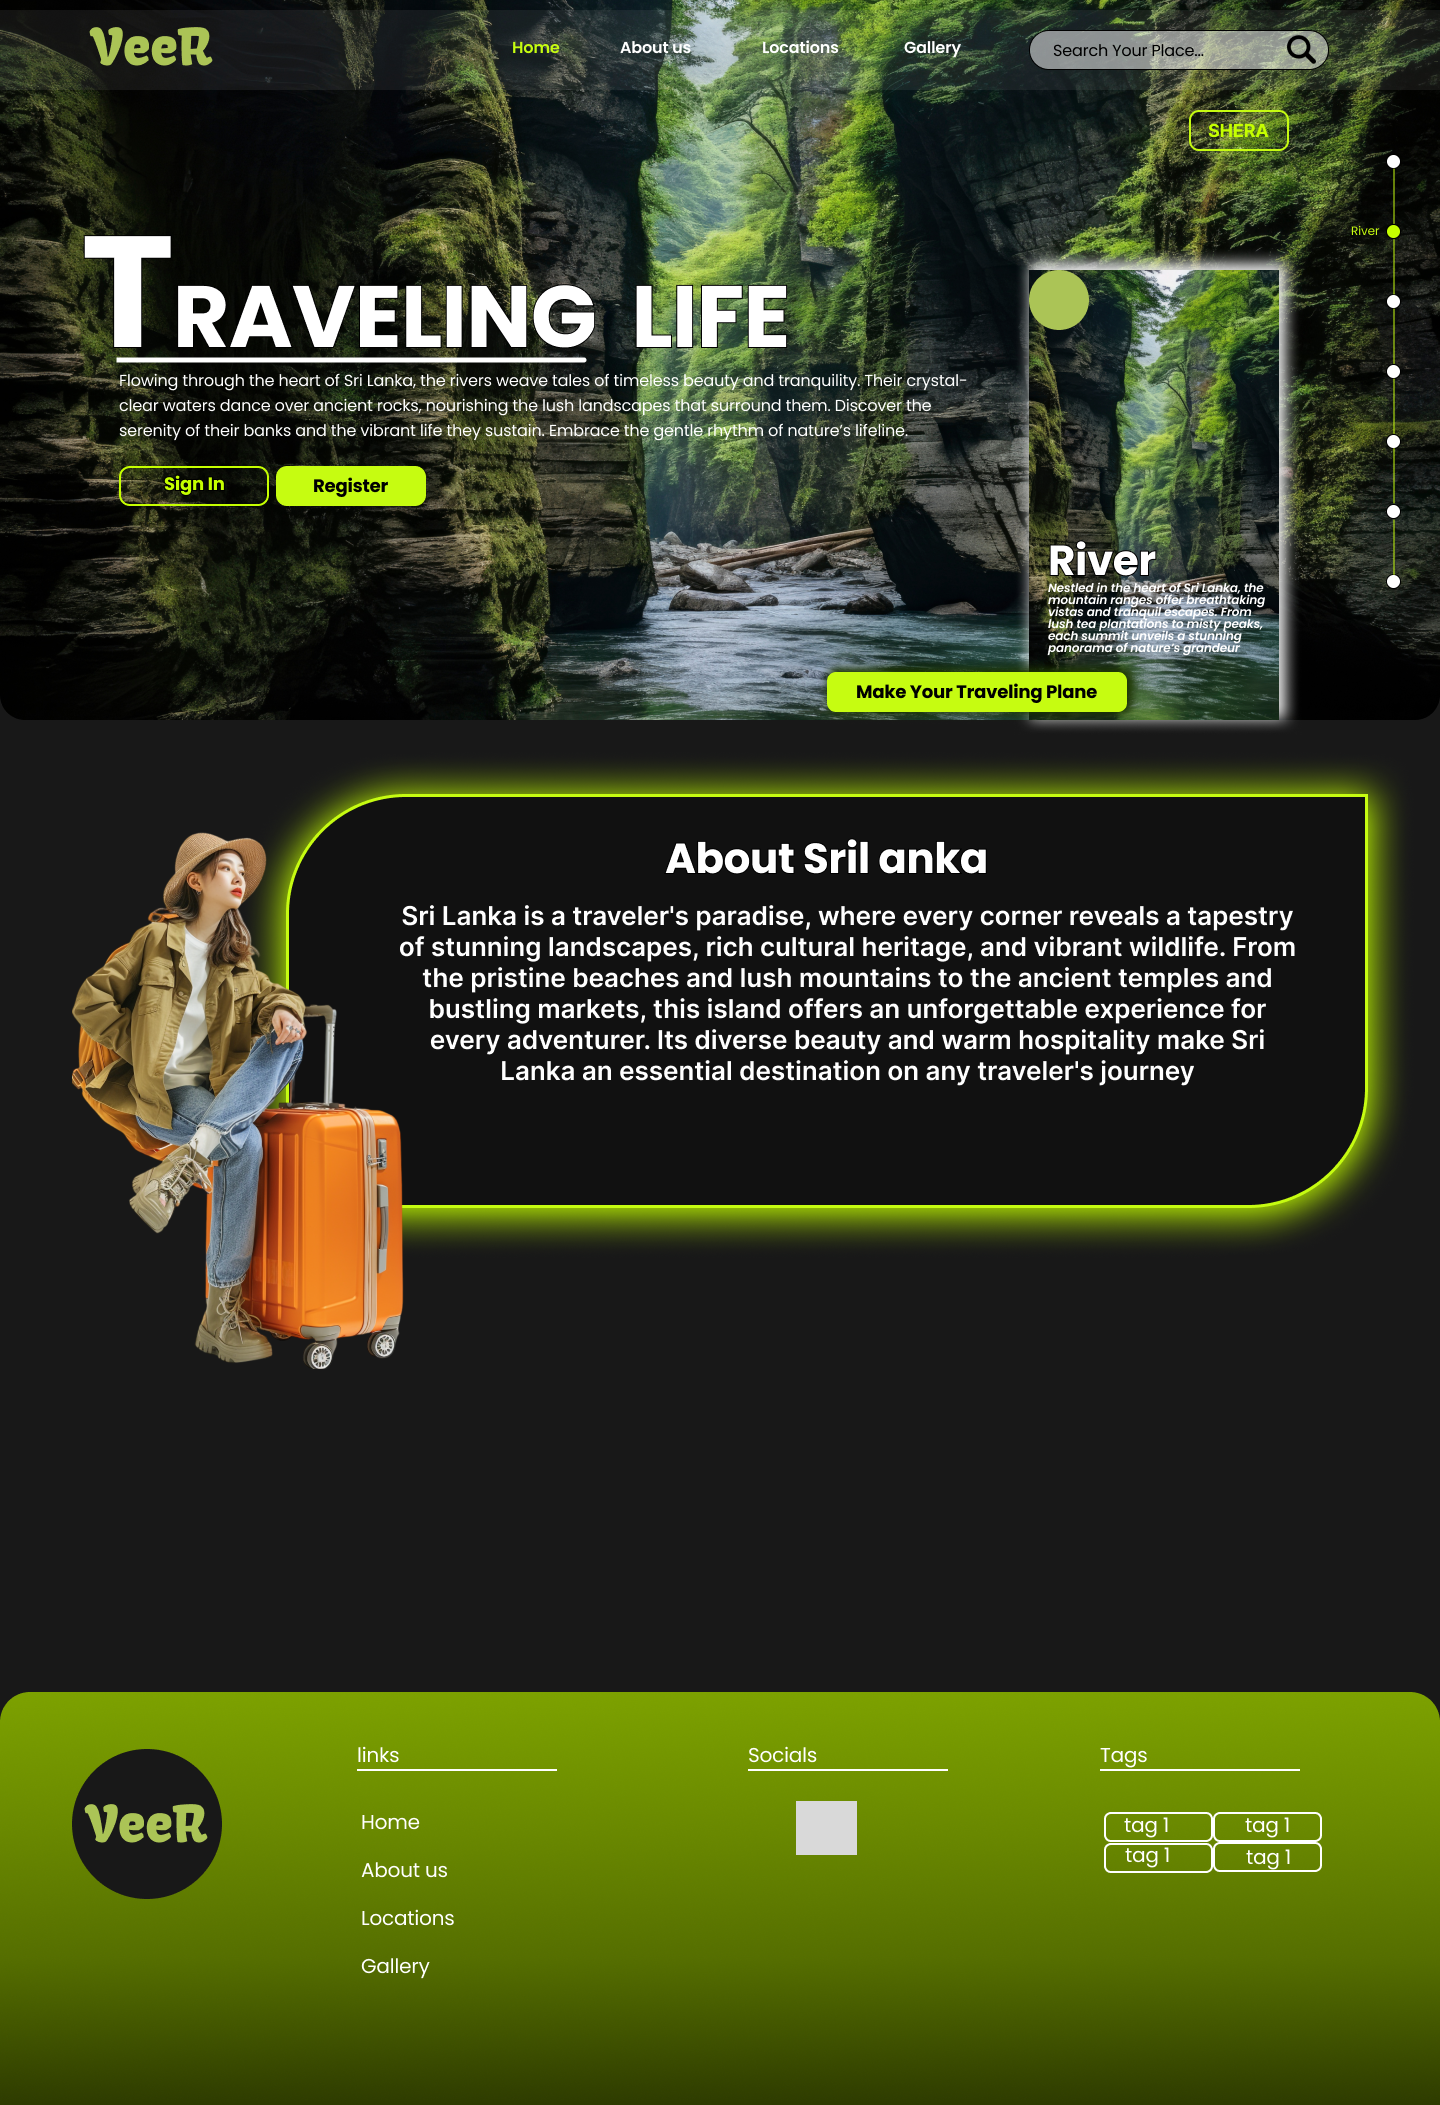 VeeR
Home
About us
Locations
Gallery
Search Your Place...
SHERA
River
TRAVELING LIFE
Flowing through the heart of Sri Lanka, the rivers weave tales of timeless beauty and tranquility. Their crystal-
clear waters dance over ancient rocks, nourishing the lush landscapes that surround them. Discover the
serenity of their banks and the vibrant life they sustain. Embrace the gentle rhythm of nature’s lifeline.
Sign In
Register
River
Nestled in the heart of Sri Lanka, the
mountain ranges offer breathtaking
vistas and tranquil escapes. From
lush tea plantations to misty peaks,
each summit unveils a stunning
panorama of nature’s grandeur
Make Your Traveling Plane
About Sril anka
Sri Lanka is a traveler's paradise, where every corner reveals a tapestry
of stunning landscapes, rich cultural heritage, and vibrant wildlife. From
the pristine beaches and lush mountains to the ancient temples and
bustling markets, this island offers an unforgettable experience for
every adventurer. Its diverse beauty and warm hospitality make Sri
Lanka an essential destination on any traveler's journey
VeeR
links
Home
About us
Locations
Gallery
Socials
Tags
tag 1
tag 1
tag 1
tag 1